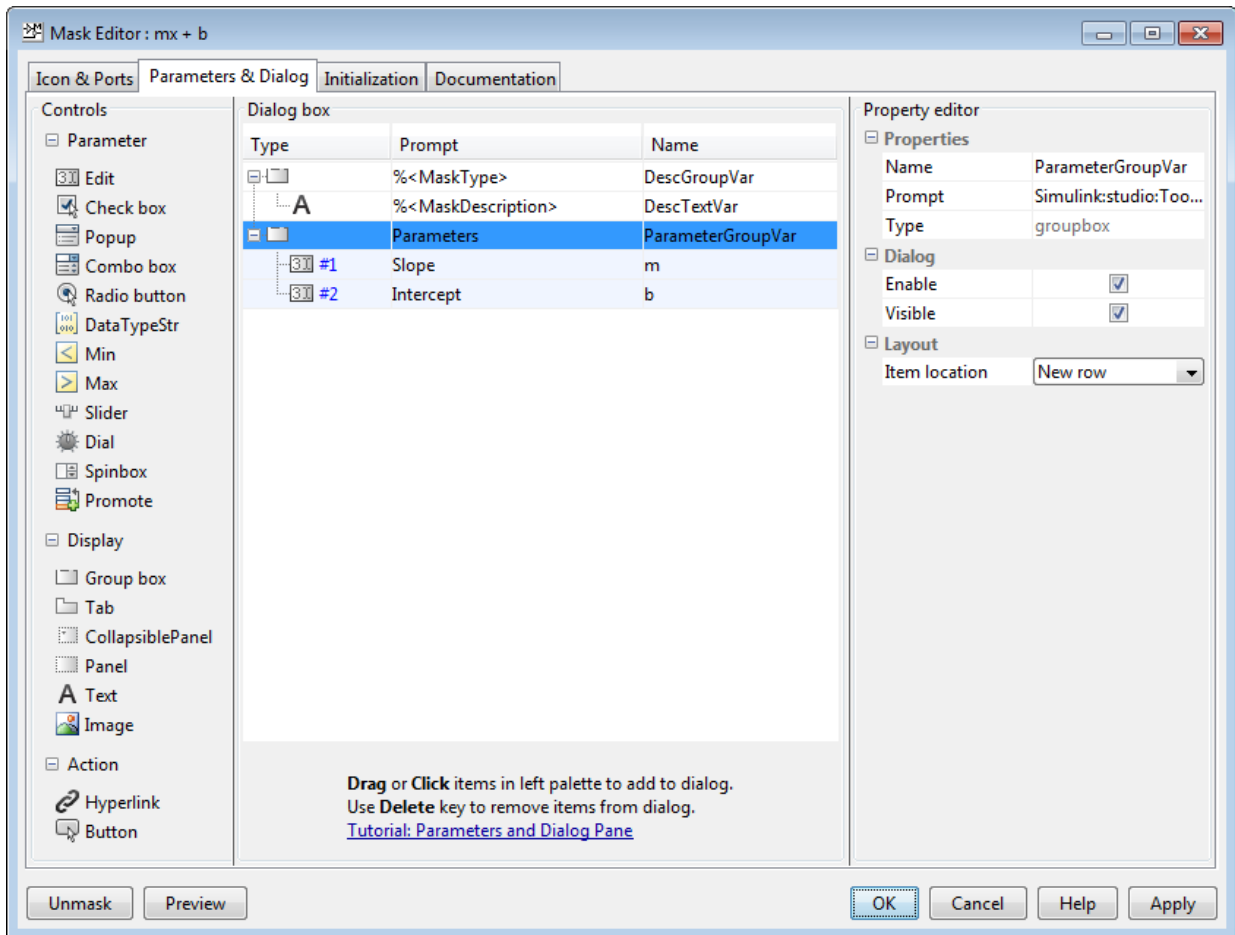 Mask Editor : mx + b
Icon & Ports Parameters & Dialog Initialization Documentation
Controls
Parameter
Edit
Check box
Popup
Combo box
Radio button
DataTypeStr
Min
Max
Slider
Dial
Spinbox
Promote
Display
Group box
Tab
CollapsiblePanel
Panel
A Text
Image
Action
Hyperlink
Button
Dialog box
Type Prompt Name
%<MaskType> DescGroupVar
A %<MaskDescription> DescTextVar
Parameters ParameterGroupVar
#1 Slope m
#2 Intercept b
Drag or Click items in left palette to add to dialog.
Use Delete key to remove items from dialog.
Tutorial: Parameters and Dialog Pane
Property editor
Properties
Name ParameterGroupVar
Prompt Simulink:studio:Too...
Type groupbox
Dialog
Enable
Visible
Layout
Item location New row
Unmask Preview OK Cancel Help Apply